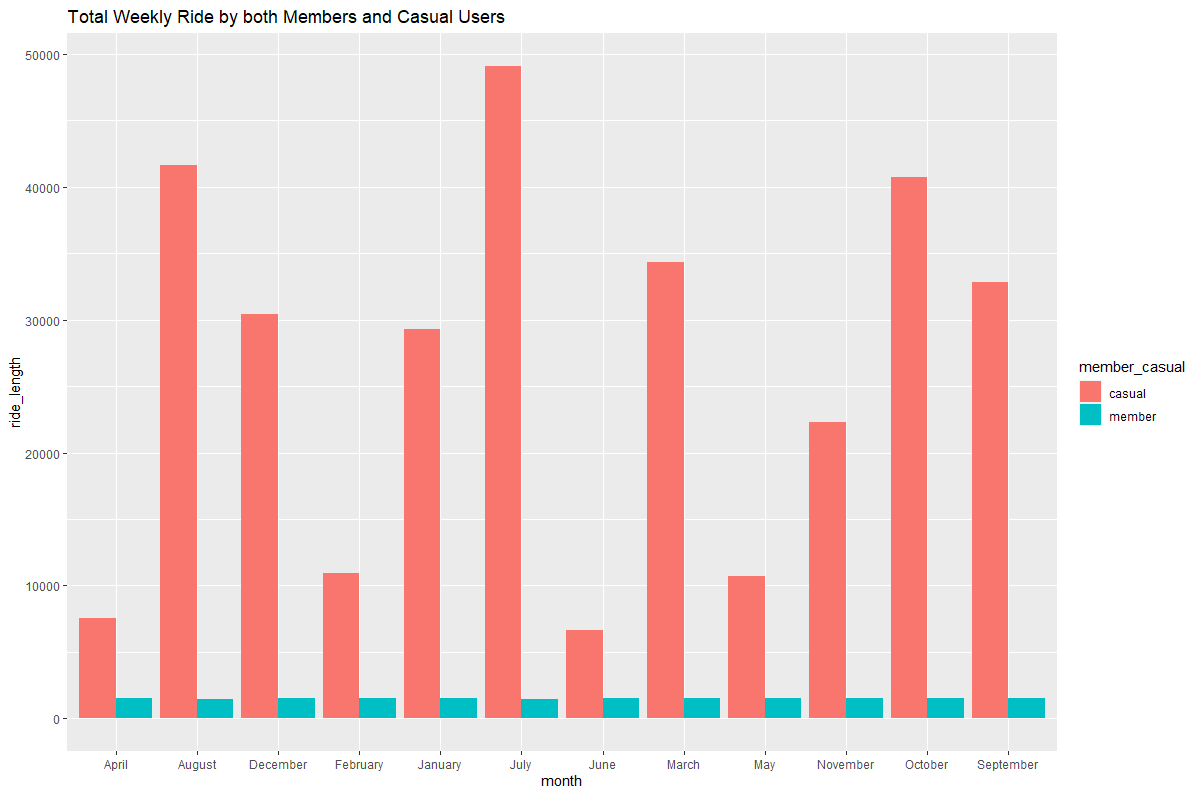 Total Weekly Ride by both Members and Casual Users
50000
40000
30000
20000
10000
0
ride_length
April August December February January July June March May November October September
month
member_casual
casual
member